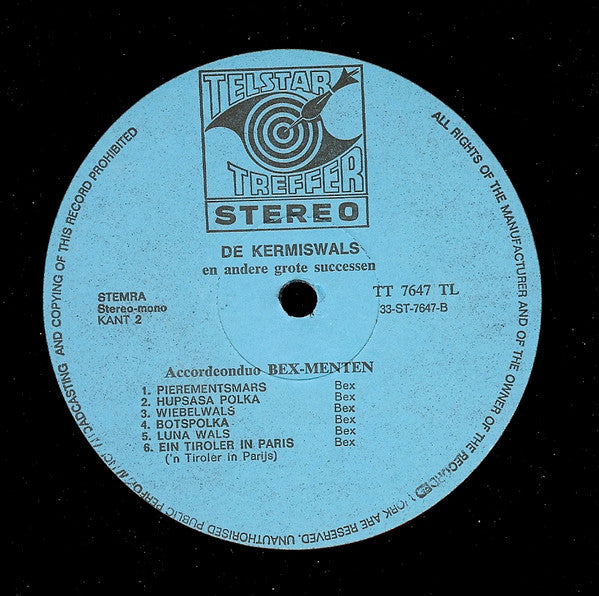 TELSTAR
TREFFER
STEREO
DE KERMISWALS
en andere grote successen
STEMRA
Stereo-mono
KANT 2
TT 7647 TL
33-ST-7647-B
Accordeonduo BEX-MENTEN
1. PIEREMENTSMARS Bex
2. HUPSASA POLKA Bex
3. WIEBELWALS Bex
4. BOTSPOLKA Bex
5. LUNA WALS Bex
6. EIN TIROLER IN PARIS Bex
('n Tiroler in Parijs)
ALL RIGHTS OF THE MANUFACTURER AND OF THE OWNER OF THE RECORDED WORK ARE RESERVED. UNAUTHORISED PUBLIC AND COPYING OF THIS RECORD PROHIBITED